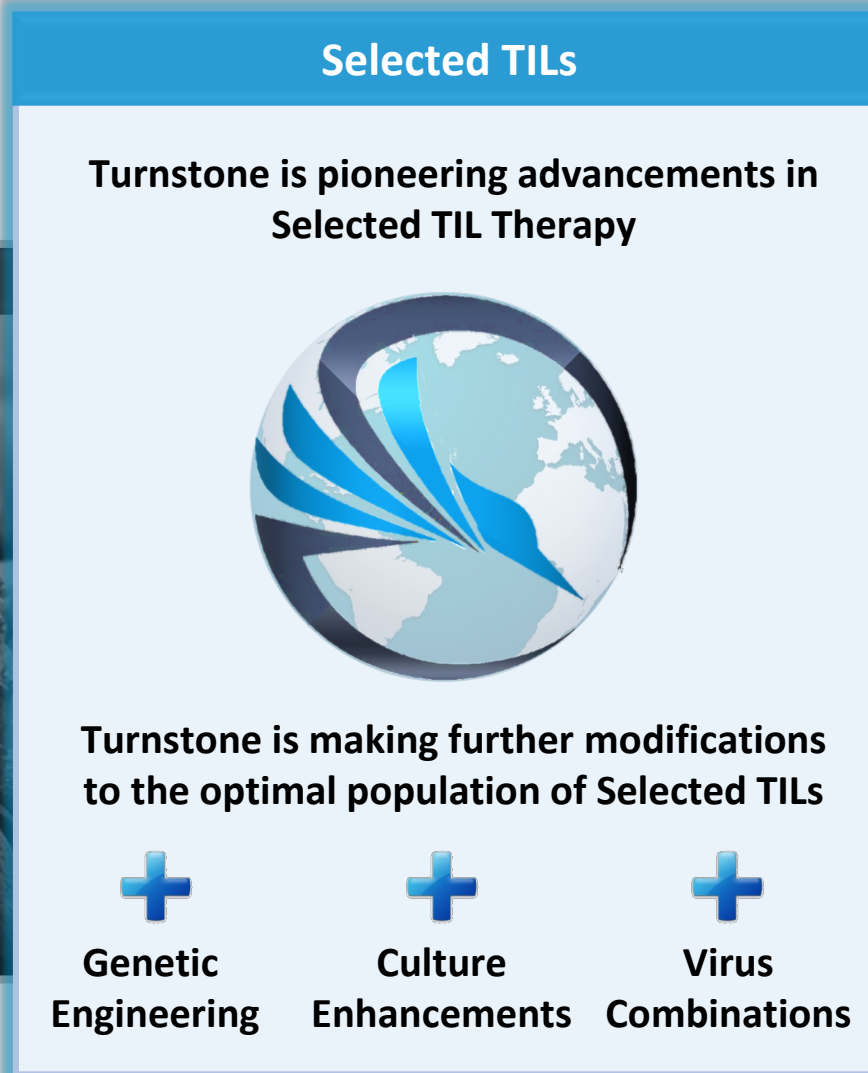 Selected TILs
Turnstone is pioneering advancements in
Selected TIL Therapy
Turnstone is making further modifications
to the optimal population of Selected TILs
Genetic
Engineering
Culture
Enhancements
Virus
Combinations